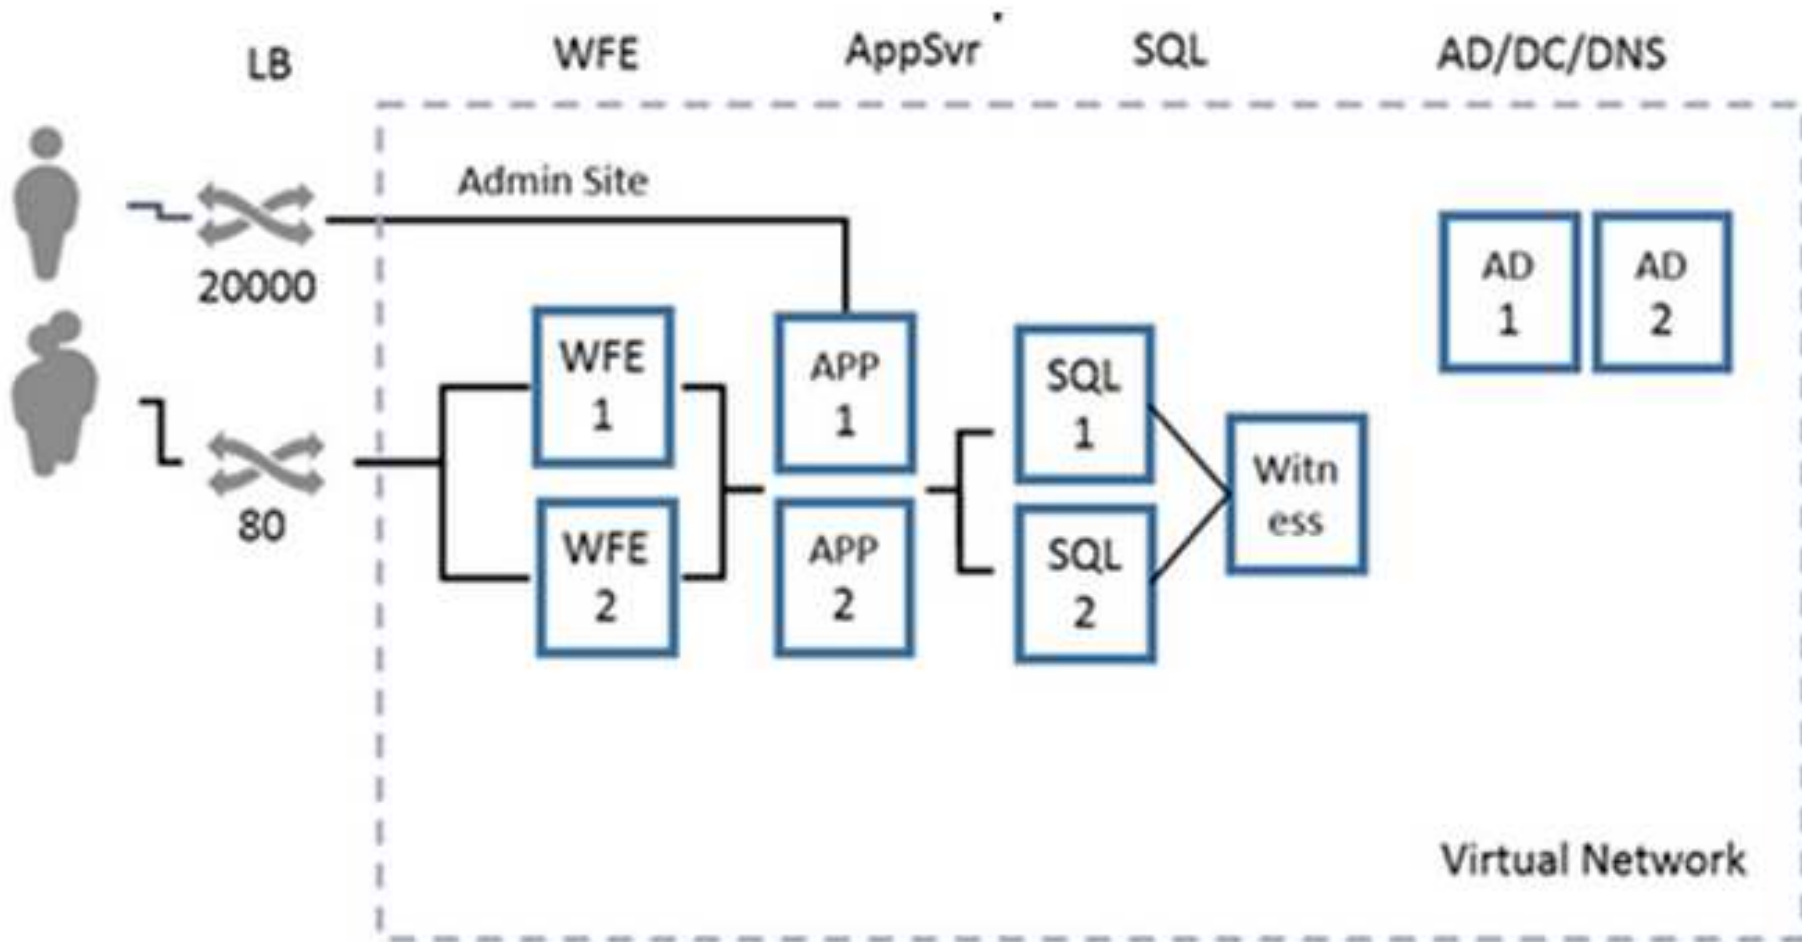 LB
WFE
AppSvr
SQL
AD/DC/DNS
Admin Site
20000
80
WFE
1
WFE
2
APP
1
APP
2
SQL
1
SQL
2
Witn
ess
AD
1
AD
2
Virtual Network